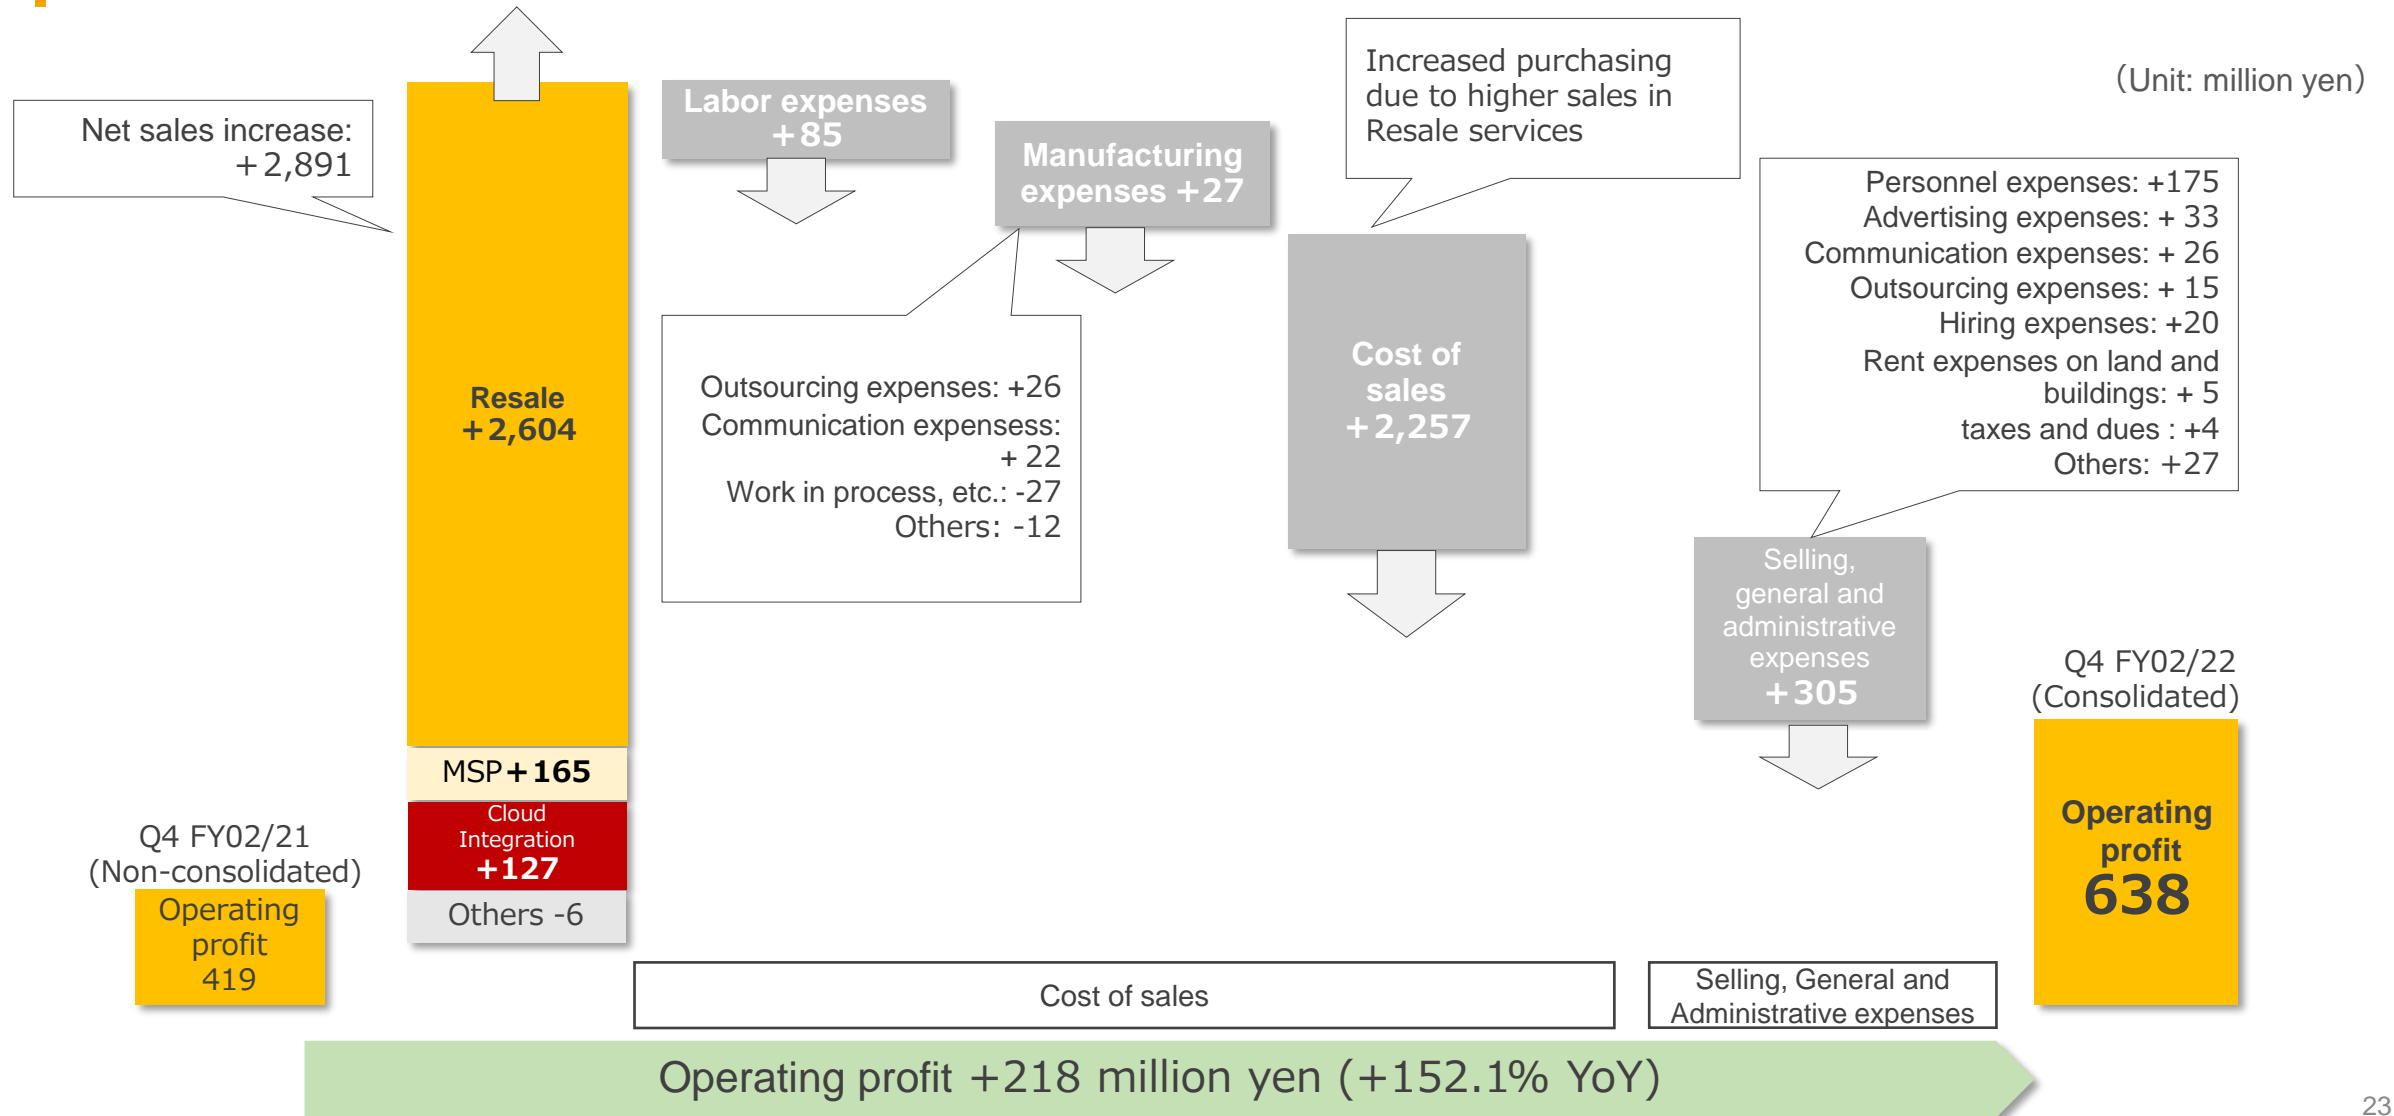 (Unit: million yen)
Net sales increase:
+2,891
Resale
+2,604
MSP+165
Cloud
Integration
+127
Others -6
Q4 FY02/21
(Non-consolidated)
Operating
profit
419
Labor expenses
+85
Manufacturing
expenses +27
Outsourcing expenses: +26
Communication expensess:
+ 22
Work in process, etc.: -27
Others: -12
Increased purchasing
due to higher sales in
Resale services
Cost of
sales
+2,257
Personnel expenses: +175
Advertising expenses: + 33
Communication expenses: + 26
Outsourcing expenses: + 15
Hiring expenses: +20
Rent expenses on land and
buildings: + 5
taxes and dues : +4
Others: +27
Selling,
general and
administrative
expenses
+305
Q4 FY02/22
(Consolidated)
Operating
profit
638
Cost of sales
Selling, General and
Administrative expenses
Operating profit +218 million yen (+152.1% YoY)
23